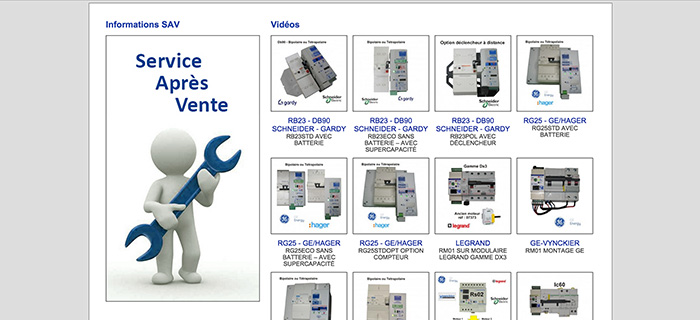 Informations SAV
Vidéos
Service
Après
Vente
Db90 - Bipolaire ou Tétrapolaire
gardy
Schneider
Electric
RB23 - DB90
SCHNEIDER - GARDY
RB23STD AVEC
BATTERIE
Bipolaire ou Tétrapolaire
gardy
Schneider
Electric
RB23 - DB90
SCHNEIDER - GARDY
RB23ECO SANS
BATTERIE – AVEC
SUPERCAPACITÉ
Option déclencheur à distance
Schneider
Electric
RB23 - DB90
SCHNEIDER - GARDY
RB23POL AVEC
DÉCLENCHEUR
Bipolaire ou Tétrapolaire
Energy
:hager
RG25 - GE/HAGER
RG25STD AVEC
BATTERIE
Bipolaire ou Tétrapolaire
:hager
RG25 - GE/HAGER
RG25ECO SANS
BATTERIE – AVEC
SUPERCAPACITÉ
Bipolaire ou Tétrapolaire
:hager
RG25 - GE/HAGER
RG25STDOPT OPTION
COMPTEUR
Gamme Dx3
Ancien moteur
legrand
LEGRAND
RM01 SUR MODULAIRE
LEGRAND GAMME DX3
GE-VYNCKIER
RM01 MONTAGE GE
Bipolaire ou Tétrapolaire
Bipolaire ou Tétrapolaire
Rs02
legrand
Schneider
Electric
Ic60